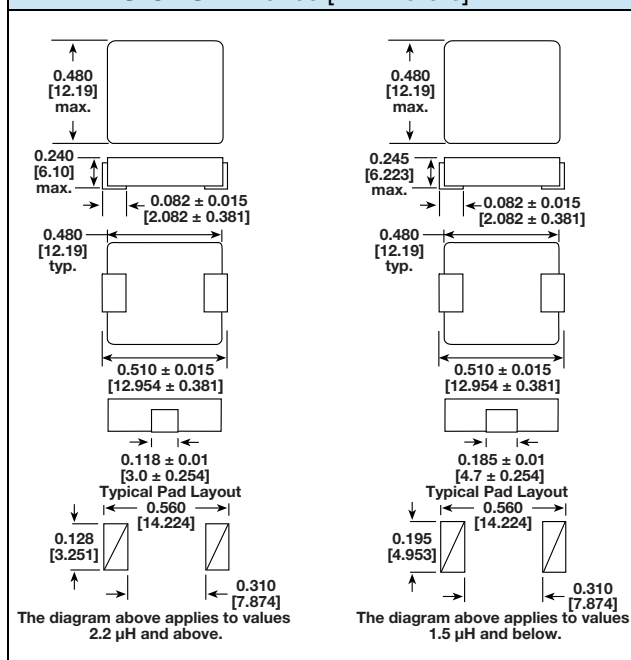 0.480
[12.19]
max.
0.240
[6.10]
max.
0.082 ± 0.015
[2.082 ± 0.381]
0.480
[12.19]
typ.
0.510 ± 0.015
[12.954 ± 0.381]
0.118 ± 0.01
[3.0 ± 0.254]
Typical Pad Layout
0.560
[14.224]
0.128
[3.251]
0.310
[7.874]
The diagram above applies to values
2.2 µH and above.
0.480
[12.19]
max.
0.245
[6.223]
max.
0.082 ± 0.015
[2.082 ± 0.381]
0.480
[12.19]
typ.
0.510 ± 0.015
[12.954 ± 0.381]
0.185 ± 0.01
[4.7 ± 0.254]
Typical Pad Layout
0.560
[14.224]
0.195
[4.953]
0.310
[7.874]
The diagram above applies to values
1.5 µH and below.